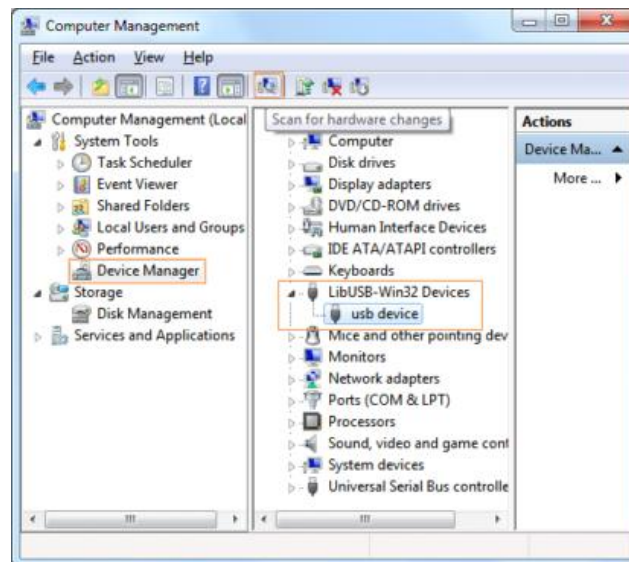 Computer Management
File Action View Help
Computer Management (Local
System Tools
Task Scheduler
Event Viewer
Shared Folders
Local Users and Groups
Performance
Device Manager
Storage
Disk Management
Services and Applications
Scan for hardware changes
Computer
Disk drives
Display adapters
DVD/CD-ROM drives
Human Interface Devices
IDE ATA/ATAPI controllers
Keyboards
LibUSB-Win32 Devices
usb device
Mice and other pointing dev
Monitors
Network adapters
Ports (COM & LPT)
Processors
Sound, video and game cont
System devices
Universal Serial Bus controlle
Actions
Device Ma...
More ...